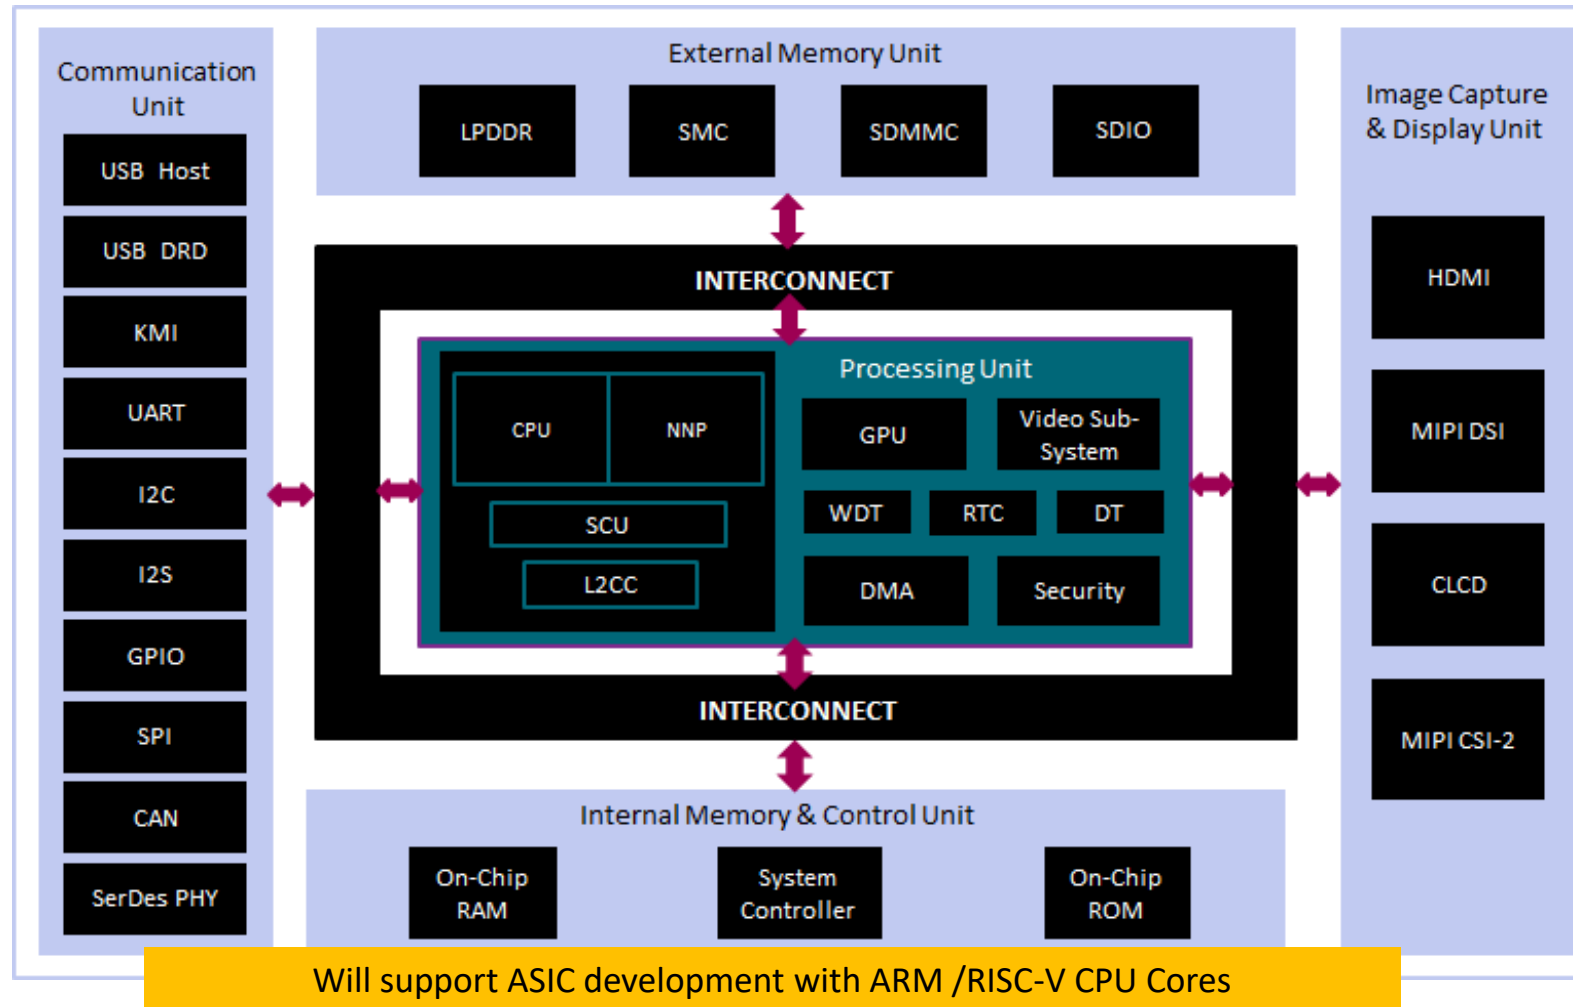 Communication
Unit
USB Host
USB DRD
KMI
UART
I2C
I2S
GPIO
SPI
CAN
SerDes PHY
External Memory Unit
LPDDR
SMC
SDMMC
SDIO
INTERCONNECT
Processing Unit
CPU
NNP
SCU
L2CC
GPU
Video Sub-
System
WDT
RTC
DT
DMA
Security
INTERCONNECT
Internal Memory & Control Unit
On-Chip
RAM
System
Controller
On-Chip
ROM
Image Capture
& Display Unit
HDMI
MIPI DSI
CLCD
MIPI CSI-2
Will support ASIC development with ARM /RISC-V CPU Cores